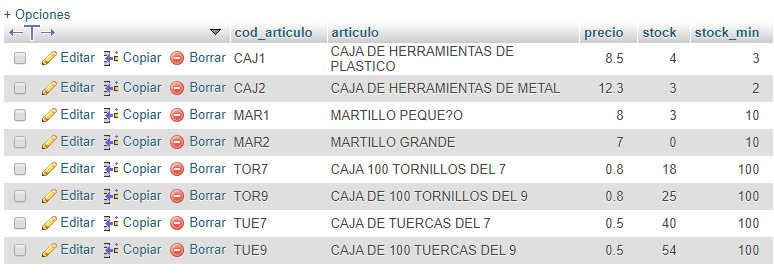 + Opciones
cod_articulo articulo precio stock stock_min
Editar Copiar Borrar CAJ1 CAJA DE HERRAMIENTAS DE PLASTICO 8.5 4 3
Editar Copiar Borrar CAJ2 CAJA DE HERRAMIENTAS DE METAL 12.3 3 2
Editar Copiar Borrar MAR1 MARTILLO PEQUE?O 8 3 10
Editar Copiar Borrar MAR2 MARTILLO GRANDE 7 0 10
Editar Copiar Borrar TOR7 CAJA 100 TORNILLOS DEL 7 0.8 18 100
Editar Copiar Borrar TOR9 CAJA DE 100 TORNILLOS DEL 9 0.8 25 100
Editar Copiar Borrar TUE7 CAJA DE TUERCAS DEL 7 0.5 40 100
Editar Copiar Borrar TUE9 CAJA DE 100 TUERCAS DEL 9 0.5 54 100